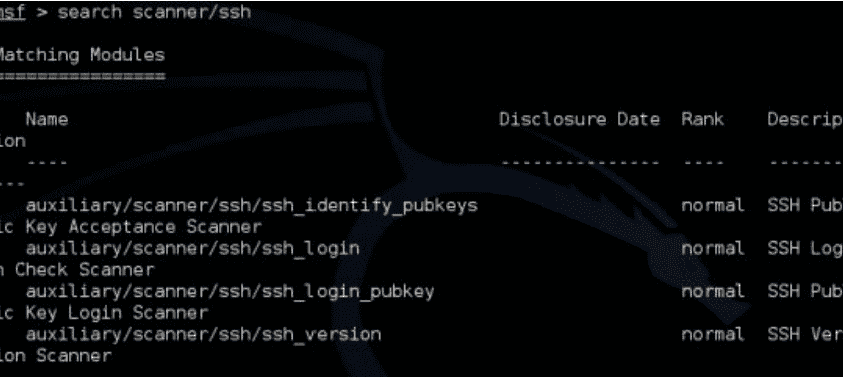 msf > search scanner/ssh
Matching Modules
================
Name Disclosure Date Rank Descrip
ion
---- --------------- ---- -------
---
auxiliary/scanner/ssh/ssh_identify_pubkeys normal SSH Pub
ic Key Acceptance Scanner
auxiliary/scanner/ssh/ssh_login normal SSH Log
n Check Scanner
auxiliary/scanner/ssh/ssh_login_pubkey normal SSH Pub
ic Key Login Scanner
auxiliary/scanner/ssh/ssh_version normal SSH Ver
ion Scanner